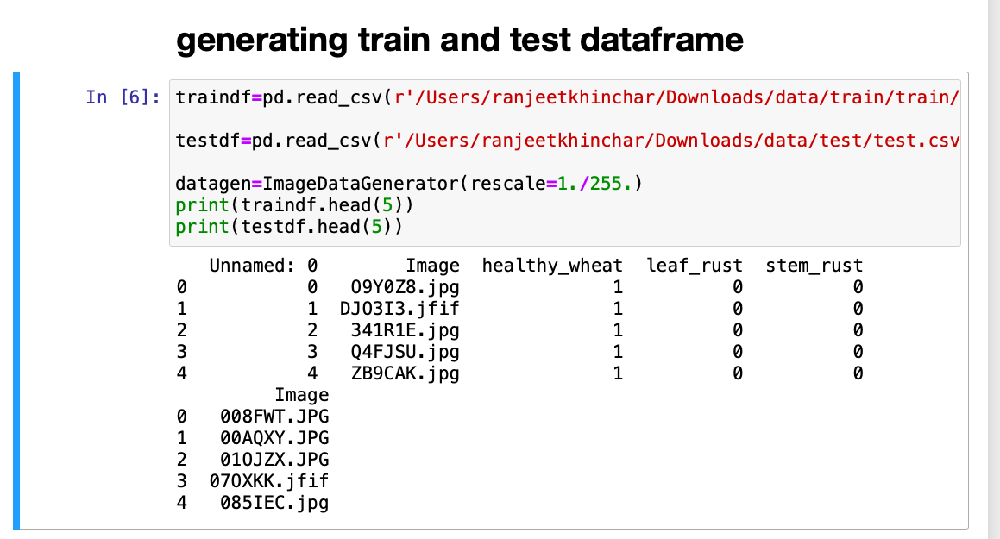 generating train and test dataframe
In [6]: traindf=pd.read_csv(r'/Users/ranjeetkhinchar/Downloads/data/train/train/
testdf=pd.read_csv(r'/Users/ranjeetkhinchar/Downloads/data/test/test.csv
datagen=ImageDataGenerator(rescale=1./255.)
print(traindf.head(5))
print(testdf.head(5))
Unnamed: 0 Image healthy_wheat leaf_rust stem_rust
0 0 O9Y0Z8.jpg 1 0 0
1 1 DJO3I3.jfif 1 0 0
2 2 341R1E.jpg 1 0 0
3 3 Q4FJSU.jpg 1 0 0
4 4 ZB9CAK.jpg 1 0 0
Image
0 008FWT.JPG
1 00AQXY.JPG
2 01OJZX.JPG
3 07OXKK.jfif
4 085IEC.jpg